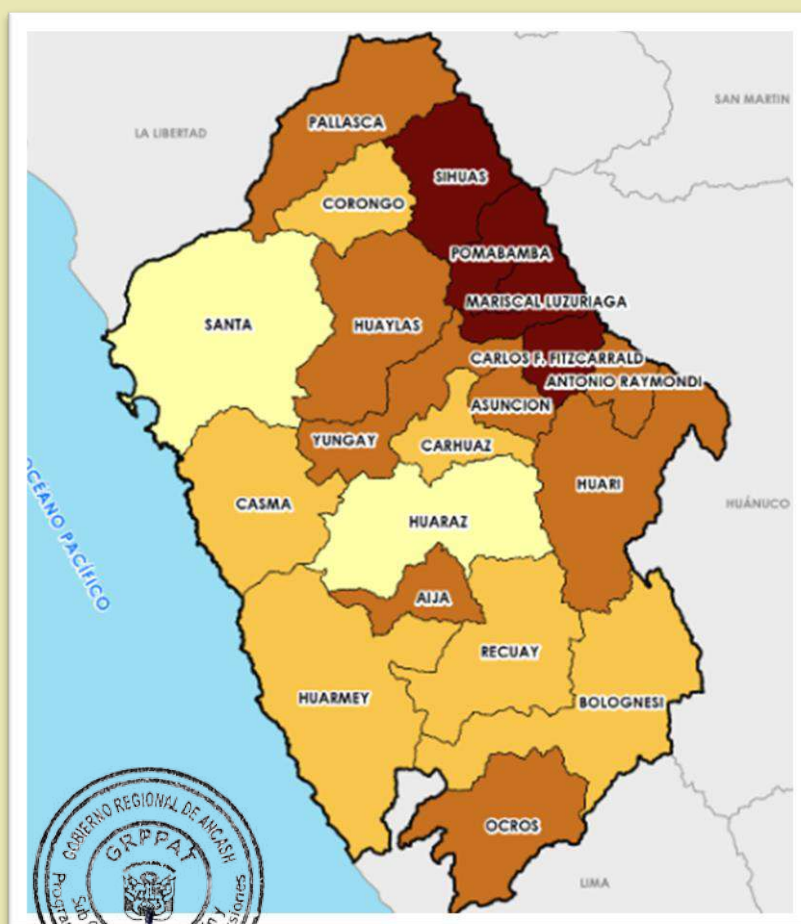 SAN MARTIN
LA LIBERTAD
PALLASCA
SIHUAS
CORONGO
POMABAMBA
MARISCAL LUZURIAGA
SANTA
HUAYLAS
CARLOS F. FITZCARRALD
ANTONIO RAYMONDI
ASUNCION
YUNGAY
CARHUAZ
HUARI
CASMA
HUÁNUCO
OCEANO PACÍFICO
HUARAZ
AIJA
RECUAY
HUARMEY
BOLOGNESI
OCROS
LIMA
GOBIERNO REGIONAL DE ANCASH
GRPPAT